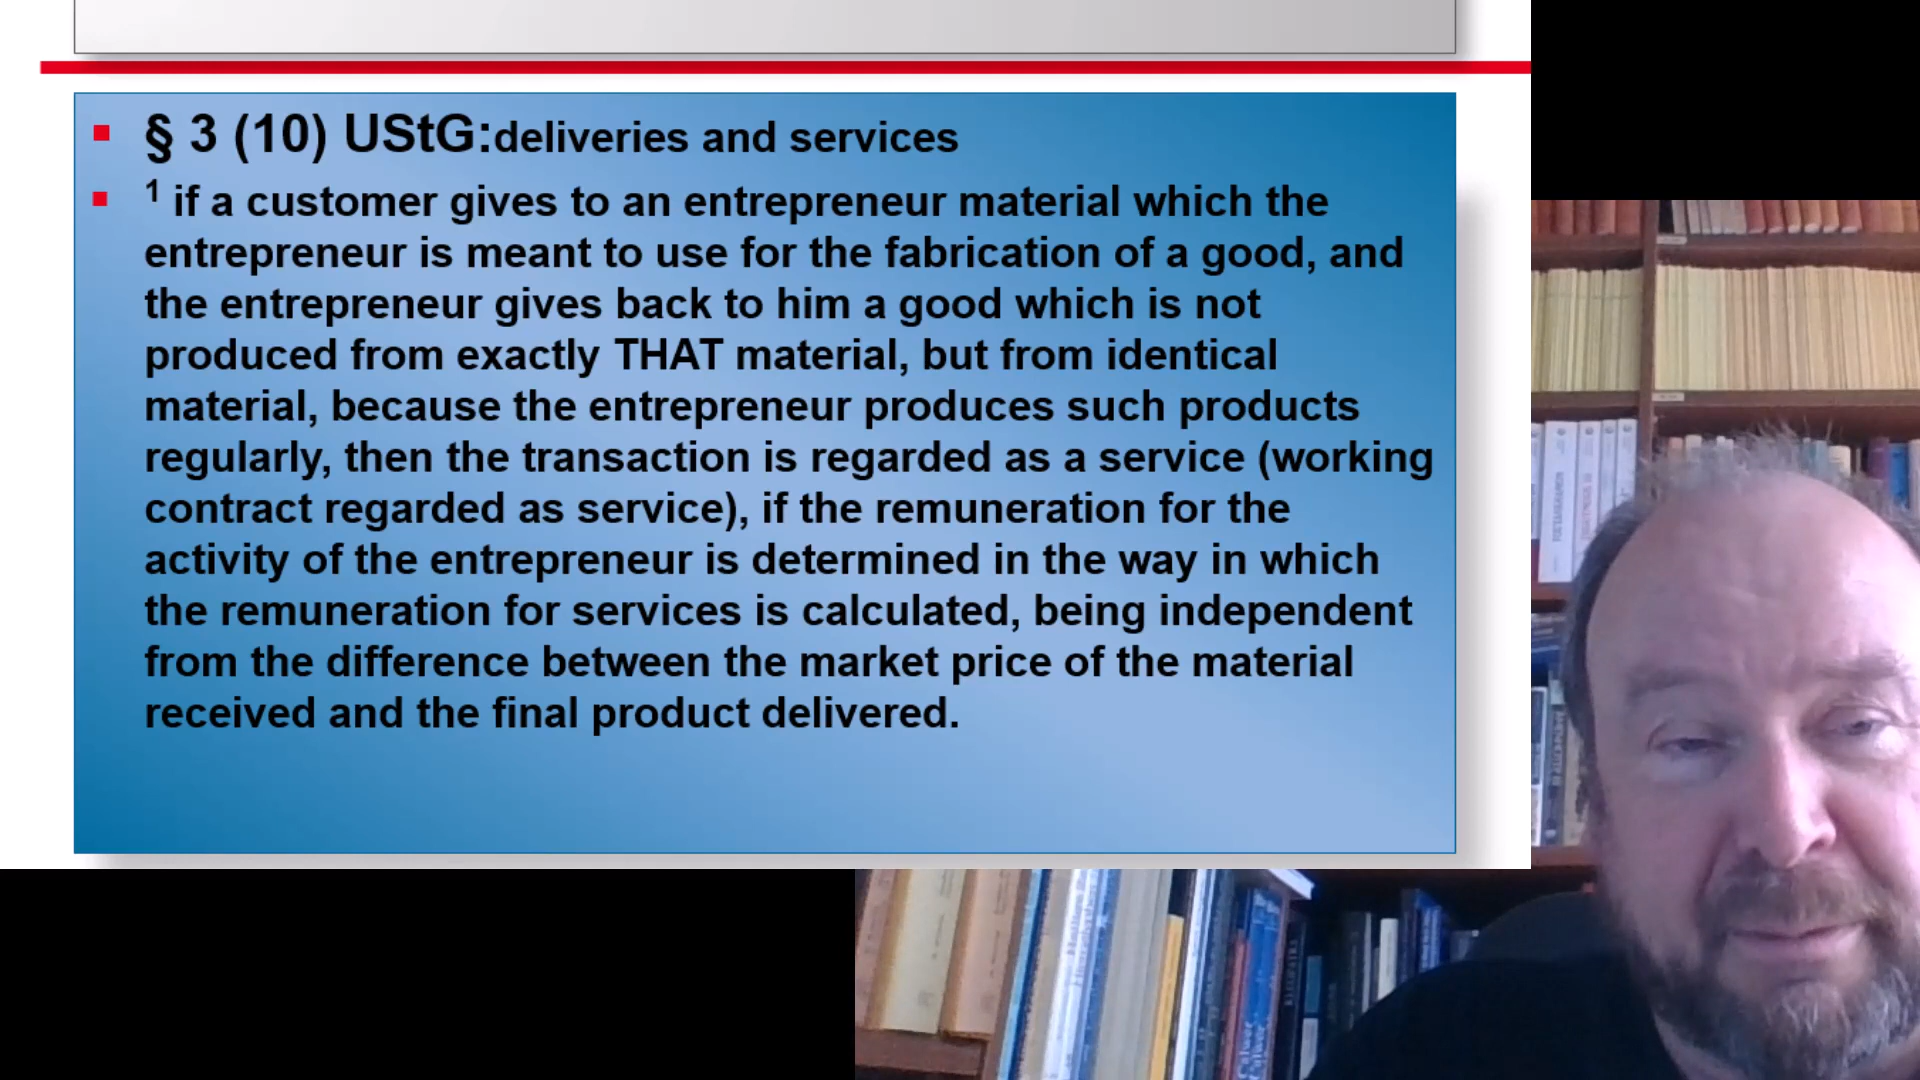 § 3 (10) UStG:deliveries and services
¹ if a customer gives to an entrepreneur material which the
entrepreneur is meant to use for the fabrication of a good, and
the entrepreneur gives back to him a good which is not
produced from exactly THAT material, but from identical
material, because the entrepreneur produces such products
regularly, then the transaction is regarded as a service (working
contract regarded as service), if the remuneration for the
activity of the entrepreneur is determined in the way in which
the remuneration for services is calculated, being independent
from the difference between the market price of the material
received and the final product delivered.